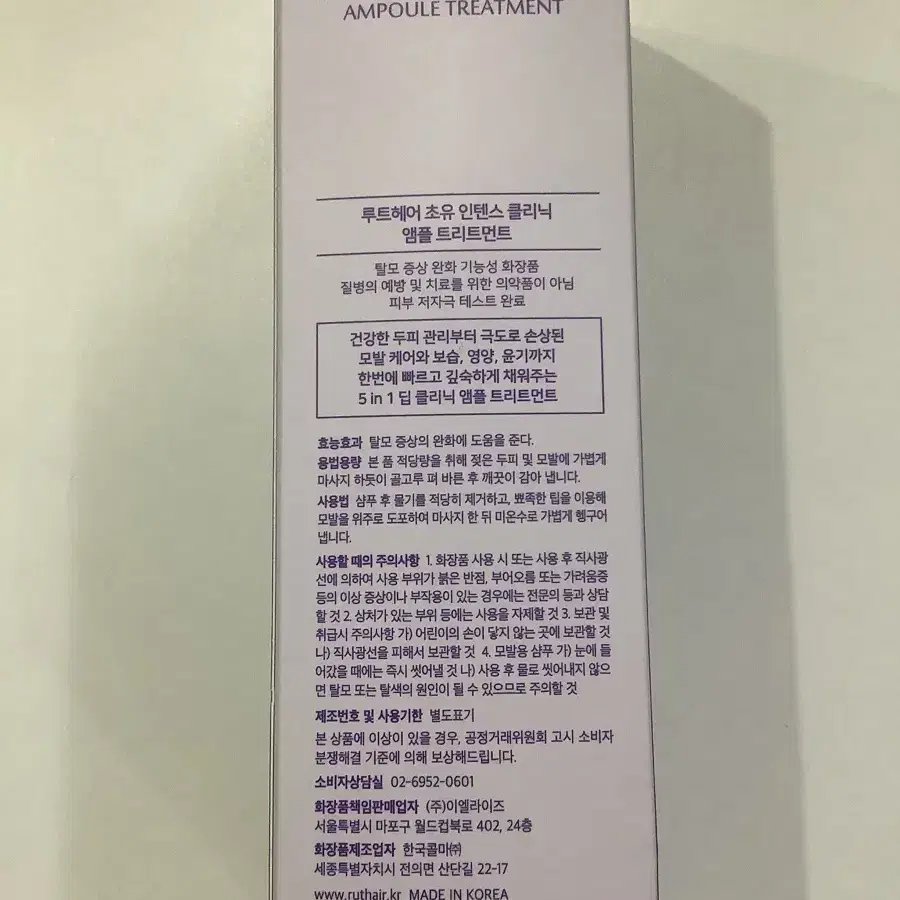 AMPOULE TREATMENT
루트헤어 초유 인텐스 클리닉
앰플 트리트먼트
탈모 증상 완화 기능성 화장품
질병의 예방 및 치료를 위한 의약품이 아님
피부 저자극 테스트 완료
건강한 두피 관리부터 극도로 손상된
모발 케어와 보습, 영양, 윤기까지
한번에 빠르고 깊숙하게 채워주는
5 in 1 딥 클리닉 앰플 트리트먼트
효능효과 탈모 증상의 완화에 도움을 준다.
용법용량 본 품 적당량을 취해 젖은 두피 및 모발에 가볍게
마사지 하듯이 골고루 펴 바른 후 깨끗이 감아 냅니다.
사용법 샴푸 후 물기를 적당히 제거하고, 뾰족한 팁을 이용해
모발을 위주로 도포하여 마사지 한 뒤 미온수로 가볍게 헹구어
냅니다.
사용할 때의 주의사항 1. 화장품 사용 시 또는 사용 후 직사광
선에 의하여 사용 부위가 붉은 반점, 부어오름 또는 가려움증
등의 이상 증상이나 부작용이 있는 경우에는 전문의 등과 상담
할 것 2. 상처가 있는 부위 등에는 사용을 자제할 것 3. 보관 및
취급시 주의사항 가) 어린이의 손이 닿지 않는 곳에 보관할 것
나) 직사광선을 피해서 보관할 것 4. 모발용 샴푸 가) 눈에 들
어갔을 때에는 즉시 씻어낼 것 나) 사용 후 물로 씻어내지 않으
면 탈모 또는 탈색의 원인이 될 수 있으므로 주의할 것
제조번호 및 사용기한 별도표기
본 상품에 이상이 있을 경우, 공정거래위원회 고시 소비자
분쟁해결 기준에 의해 보상해드립니다.
소비자상담실 02-6952-0601
화장품책임판매업자 (주)이엘라이즈
서울특별시 마포구 월드컵북로 402, 24층
화장품제조업자 한국콜마㈜
세종특별자치시 전의면 산단길 22-17
www.ruthair.kr MADE IN KOREA